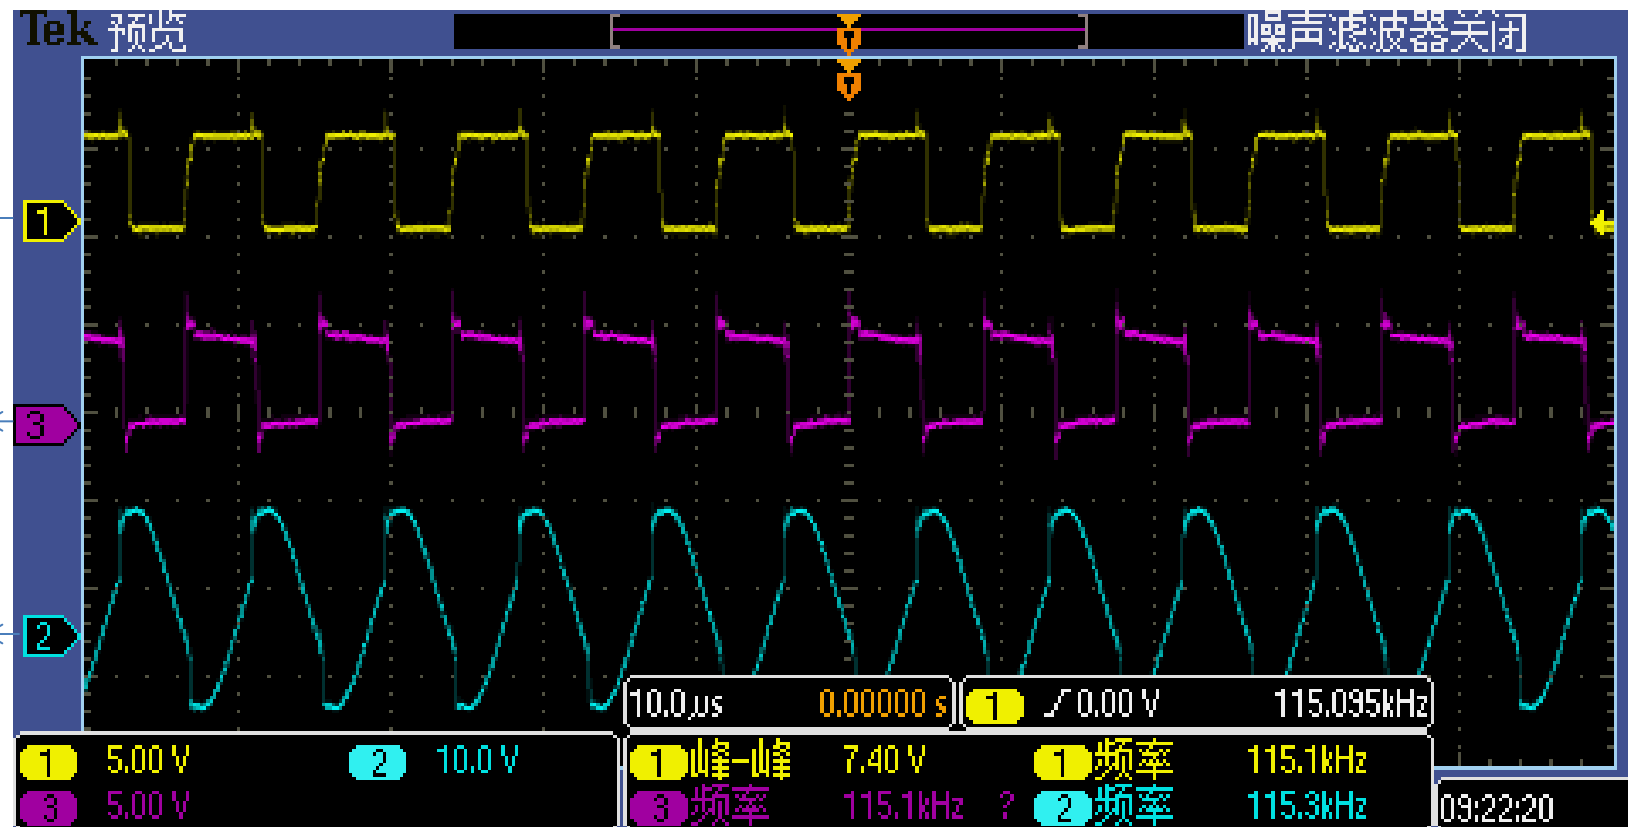 Tek 预览 噪声滤波器关闭
T
T
1
3
2
10.0μs 0.00000 s 1 0.00 V 115.095kHz
1 5.00 V 2 10.0 V 1 峰-峰 7.40 V 1 频率 115.1kHz
3 5.00 V 3 频率 115.1kHz ? 2 频率 115.3kHz 09:22:20